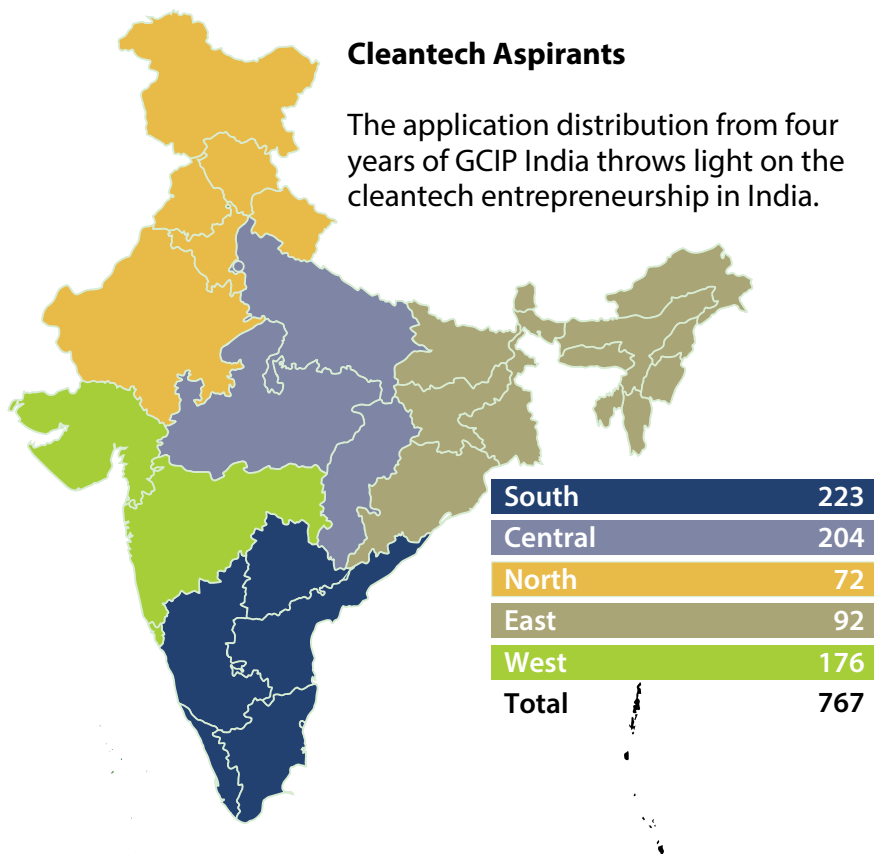 Cleantech Aspirants
The application distribution from four
years of GCIP India throws light on the
cleantech entrepreneurship in India.
South 223
Central 204
North 72
East 92
West 176
Total 767